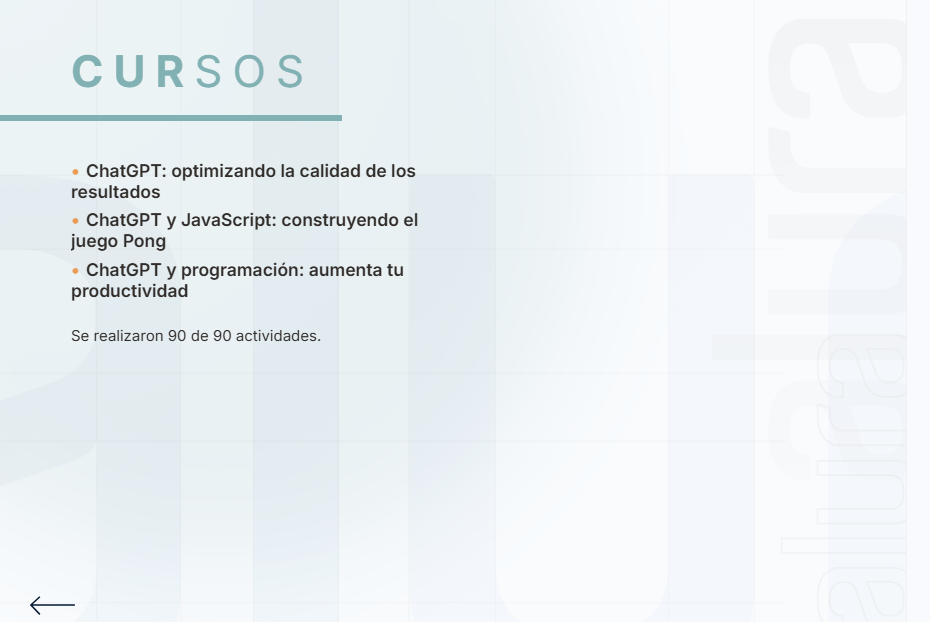 CURSOS
• ChatGPT: optimizando la calidad de los
resultados
• ChatGPT y JavaScript: construyendo el
juego Pong
• ChatGPT y programación: aumenta tu
productividad
Se realizaron 90 de 90 actividades.
alura
alura